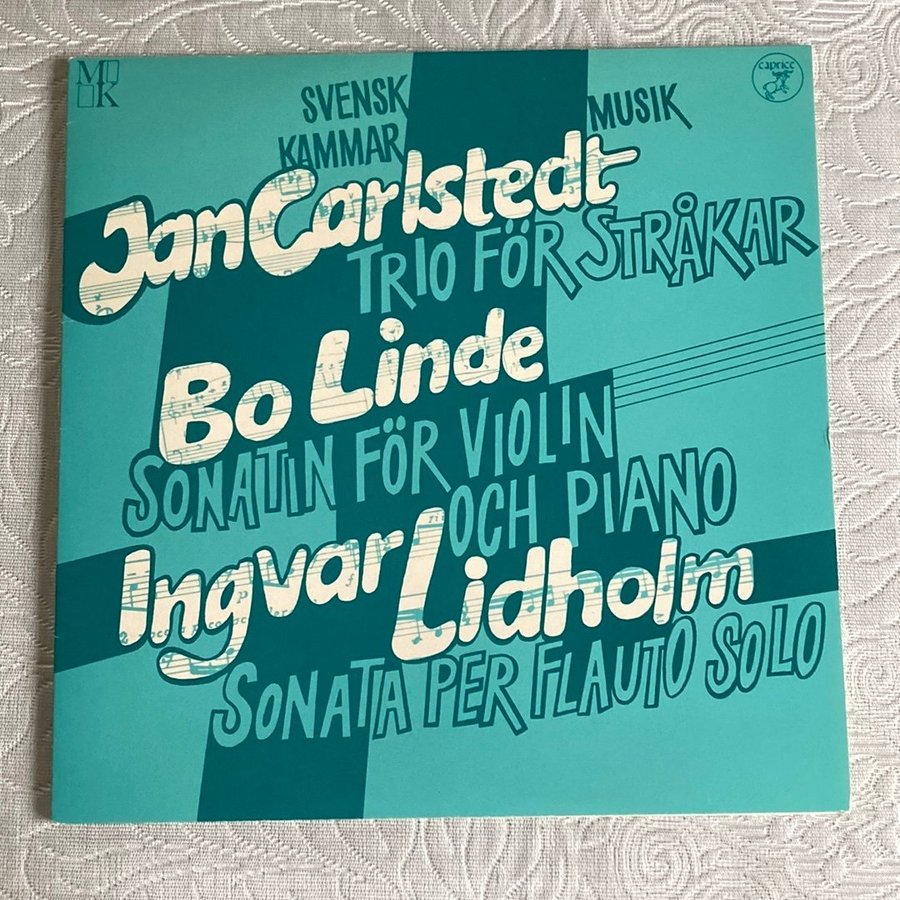 M
K
caprice
SVENSK MUSIK
KAMMAR
Jan Carlstedt
TRIO FÖR STRÅKAR
Bo Linde
SONATIN FÖR VIOLIN
OCH PIANO
Ingvar Lidholm
SONATA PER FLAUTO SOLO